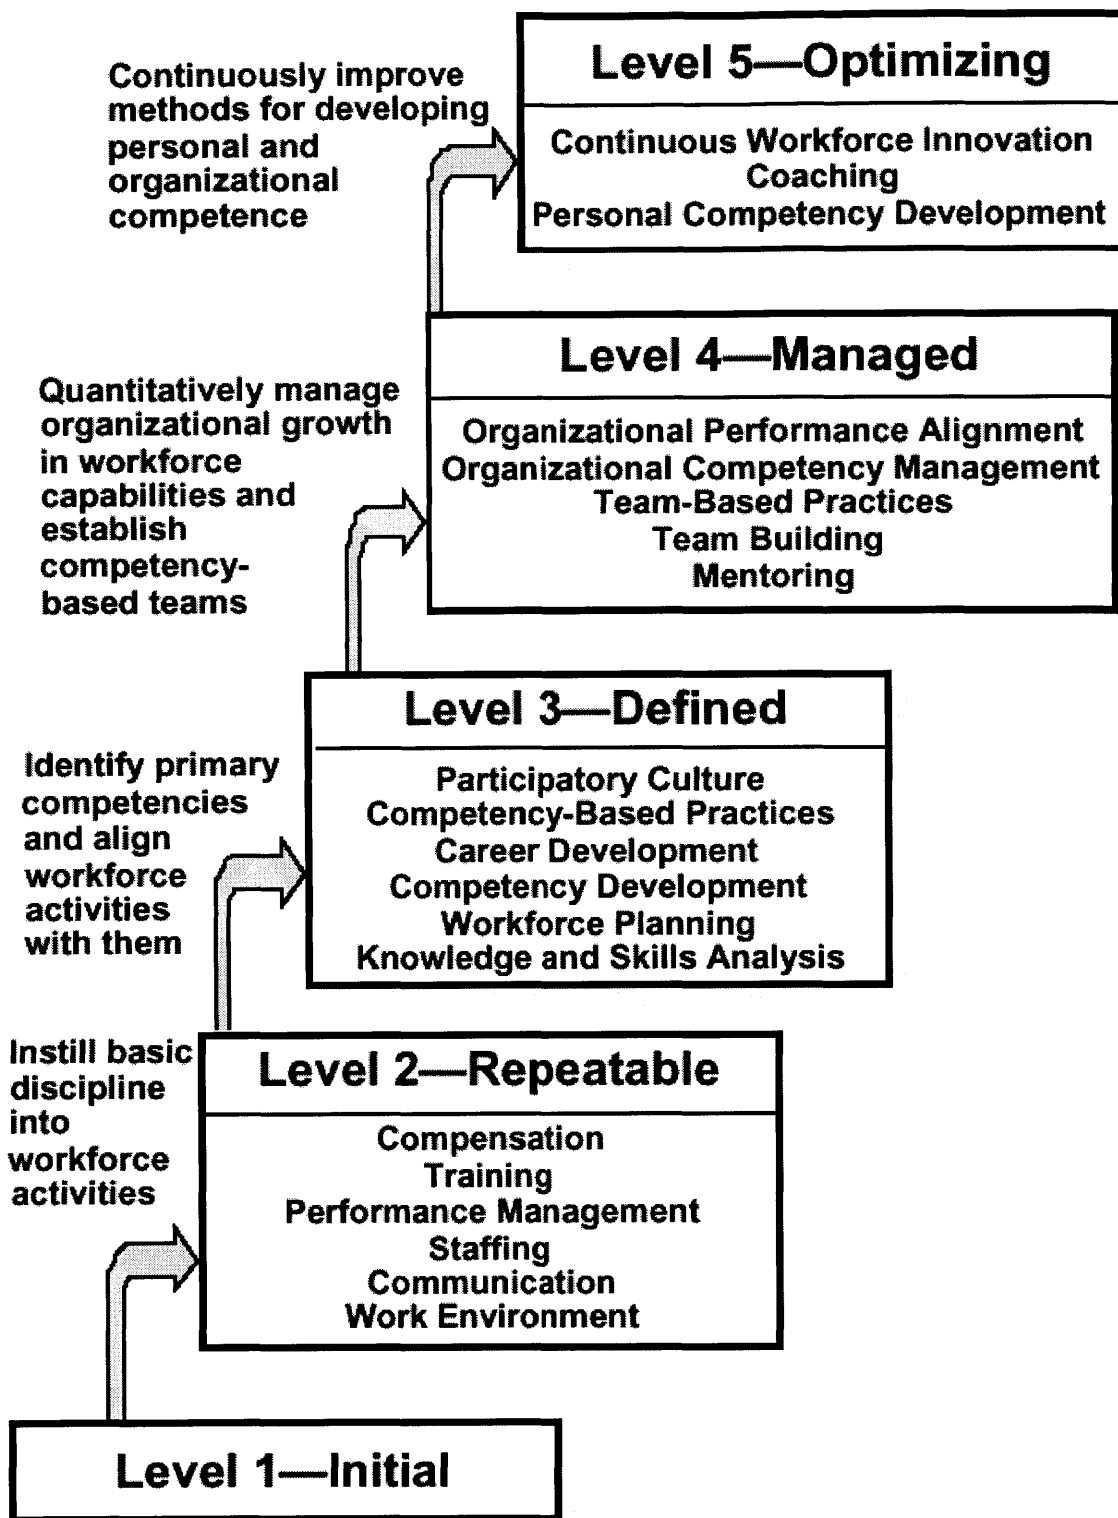 Level 5—Optimizing
Continuous Workforce Innovation
Coaching
Personal Competency Development
Continuously improve
methods for developing
personal and
organizational
competence
Level 4—Managed
Organizational Performance Alignment
Organizational Competency Management
Team-Based Practices
Team Building
Mentoring
Quantitatively manage
organizational growth
in workforce
capabilities and
establish
competency-
based teams
Level 3—Defined
Participatory Culture
Competency-Based Practices
Career Development
Competency Development
Workforce Planning
Knowledge and Skills Analysis
Identify primary
competencies
and align
workforce
activities
with them
Level 2—Repeatable
Compensation
Training
Performance Management
Staffing
Communication
Work Environment
Instill basic
discipline
into
workforce
activities
Level 1—Initial